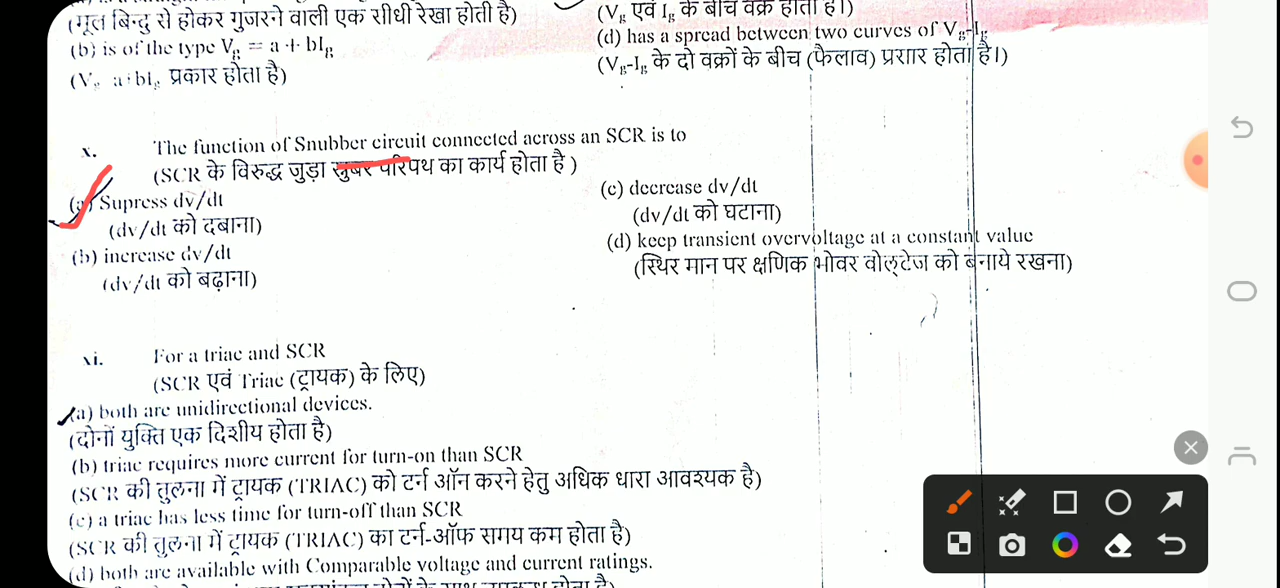 (मूल बिन्दु से होकर गुजरने वाली एक सीधी रेखा होती है)
(b) is of the type Vg = a + bIg
(Vg a+bIg प्रकार होता है)
(Vg एवं Ig के बीच वक्र होता है।)
(d) has a spread between two curves of Vg-Ig
(Vg-Ig के दो वक्रों के बीच (फैलाव) प्रशार होता है।)
x. The function of Snubber circuit connected across an SCR is to
(SCR के विरुद्ध जुड़ा स्नुबर परिपथ का कार्य होता है )
(a) Supress dv/dt
(dv/dt को दबाना)
(b) increase dv/dt
(dv/dt को बढ़ाना)
(c) decrease dv/dt
(dv/dt को घटाना)
(d) keep transient overvoltage at a constant value
(स्थिर मान पर क्षणिक भोवर वोल्टेज को बनाये रखना)
xi. For a triac and SCR
(SCR एवं Triac (ट्रायक) के लिए)
(a) both are unidirectional devices.
(दोनों युक्ति एक दिशीय होता है)
(b) triac requires more current for turn-on than SCR
(SCR की तुलना में ट्रायक (TRIAC) को टर्न ऑन करने हेतु अधिक धारा आवश्यक है)
(c) a triac has less time for turn-off than SCR
(SCR की तुलना में ट्रायक (TRIAC) का टर्न-ऑफ समय कम होता है)
(d) both are available with Comparable voltage and current ratings.